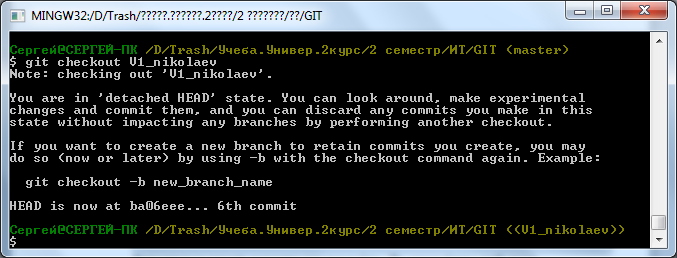 MINGW32:/D/Trash/?????.??????.2????/2 ???????/??/GIT
Сергей@СЕРГЕЙ-ПК /D/Trash/Учеба.Универ.2курс/2 семестр/ИТ/GIT (master)
$ git checkout V1_nikolaev
Note: checking out 'V1_nikolaev'.
You are in 'detached HEAD' state. You can look around, make experimental
changes and commit them, and you can discard any commits you make in this
state without impacting any branches by performing another checkout.
If you want to create a new branch to retain commits you create, you may
do so (now or later) by using -b with the checkout command again. Example:
git checkout -b new_branch_name
HEAD is now at ba06eee... 6th commit
Сергей@СЕРГЕЙ-ПК /D/Trash/Учеба.Универ.2курс/2 семестр/ИТ/GIT ((V1_nikolaev))
$